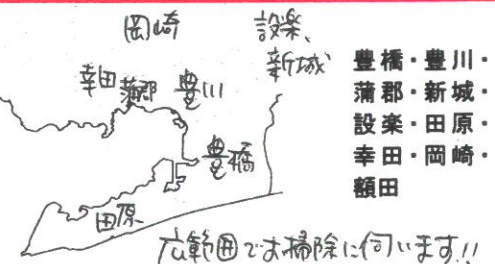 岡崎
設楽、
新城
幸田
蒲郡
豊川
豊橋
田原
豊橋・豊川・
蒲郡・新城・
設楽・田原・
幸田・岡崎・
額田
広範囲でお掃除に伺います!!